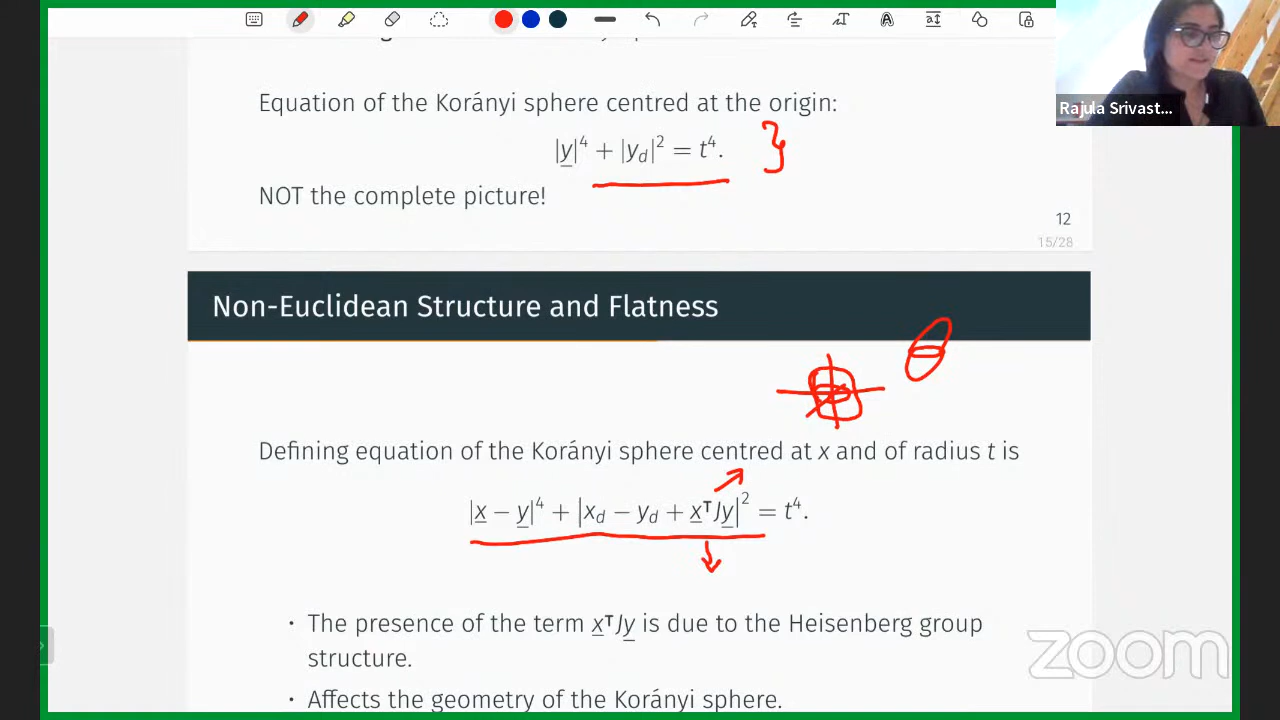 Rajula Srivast...
Equation of the Korányi sphere centred at the origin:
|y|⁴ + |y_d|² = t⁴.
NOT the complete picture!
12
15/28
Non-Euclidean Structure and Flatness
Defining equation of the Korányi sphere centred at x and of radius t is
|x − y|⁴ + |x_d − y_d + xᵀJy|² = t⁴.
• The presence of the term xᵀJy is due to the Heisenberg group
structure.
• Affects the geometry of the Korányi sphere.
zoom